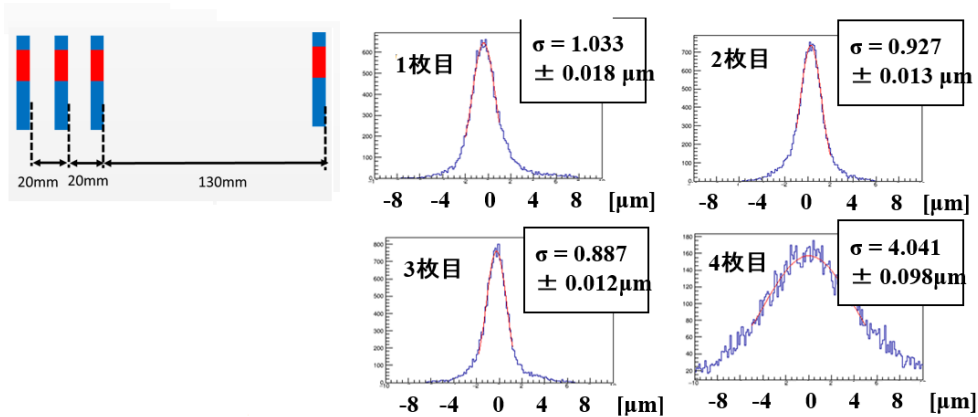 20mm
20mm
130mm
1枚目
σ = 1.033
± 0.018 μm
-8 -4 0 4 8 [μm]
2枚目
σ = 0.927
± 0.013 μm
-8 -4 0 4 8 [μm]
3枚目
σ = 0.887
± 0.012μm
-8 -4 0 4 8 [μm]
4枚目
σ = 4.041
± 0.098μm
-8 -4 0 4 8 [μm]